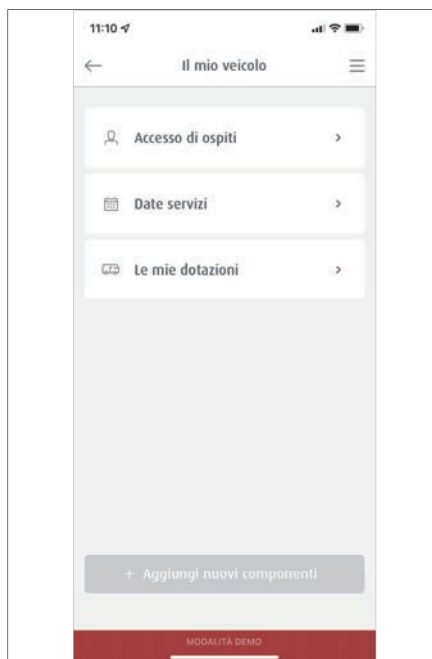 11:10
Il mio veicolo
Accesso di ospiti
Date servizi
Le mie dotazioni
+ Aggiungi nuovi componenti
MODALITÀ DEMO